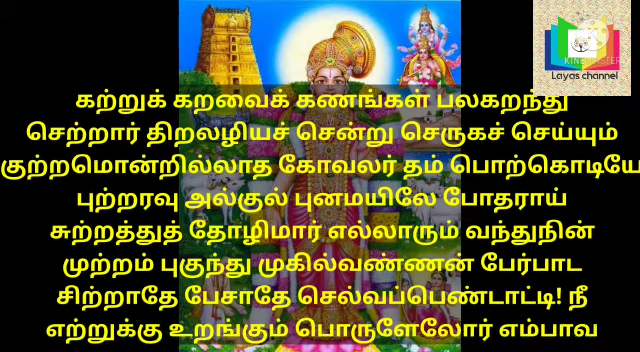 KINEMASTER
Layas channel
கற்றுக் கறவைக் கணங்கள் பலகறந்து
செற்றார் திறலழியச் சென்று செருகச் செய்யும்
குற்றமொன்றில்லாத கோவலர் தம் பொற்கொடியே
புற்றரவு அல்குல் புனமயிலே போதராய்
சுற்றத்துத் தோழிமார் எல்லாரும் வந்துநின்
முற்றம் புகுந்து முகில்வண்ணன் பேர்பாட
சிற்றாதே பேசாதே செல்வப்பெண்டாட்டி! நீ
எற்றுக்கு உறங்கும் பொருளேலோர் எம்பாவ